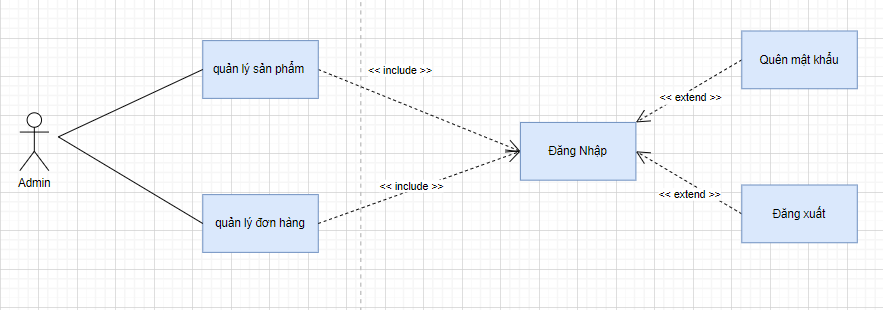 quản lý sản phẩm
<< include >>
Quên mật khẩu
<< extend >>
Đăng Nhập
Admin
<< include >>
<< extend >>
quản lý đơn hàng
Đăng xuất